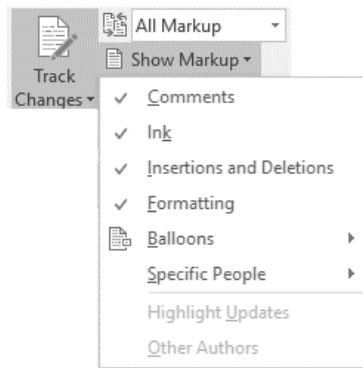 All Markup
Show Markup
Track
Changes
Comments
Ink
Insertions and Deletions
Formatting
Balloons
Specific People
Highlight Updates
Other Authors